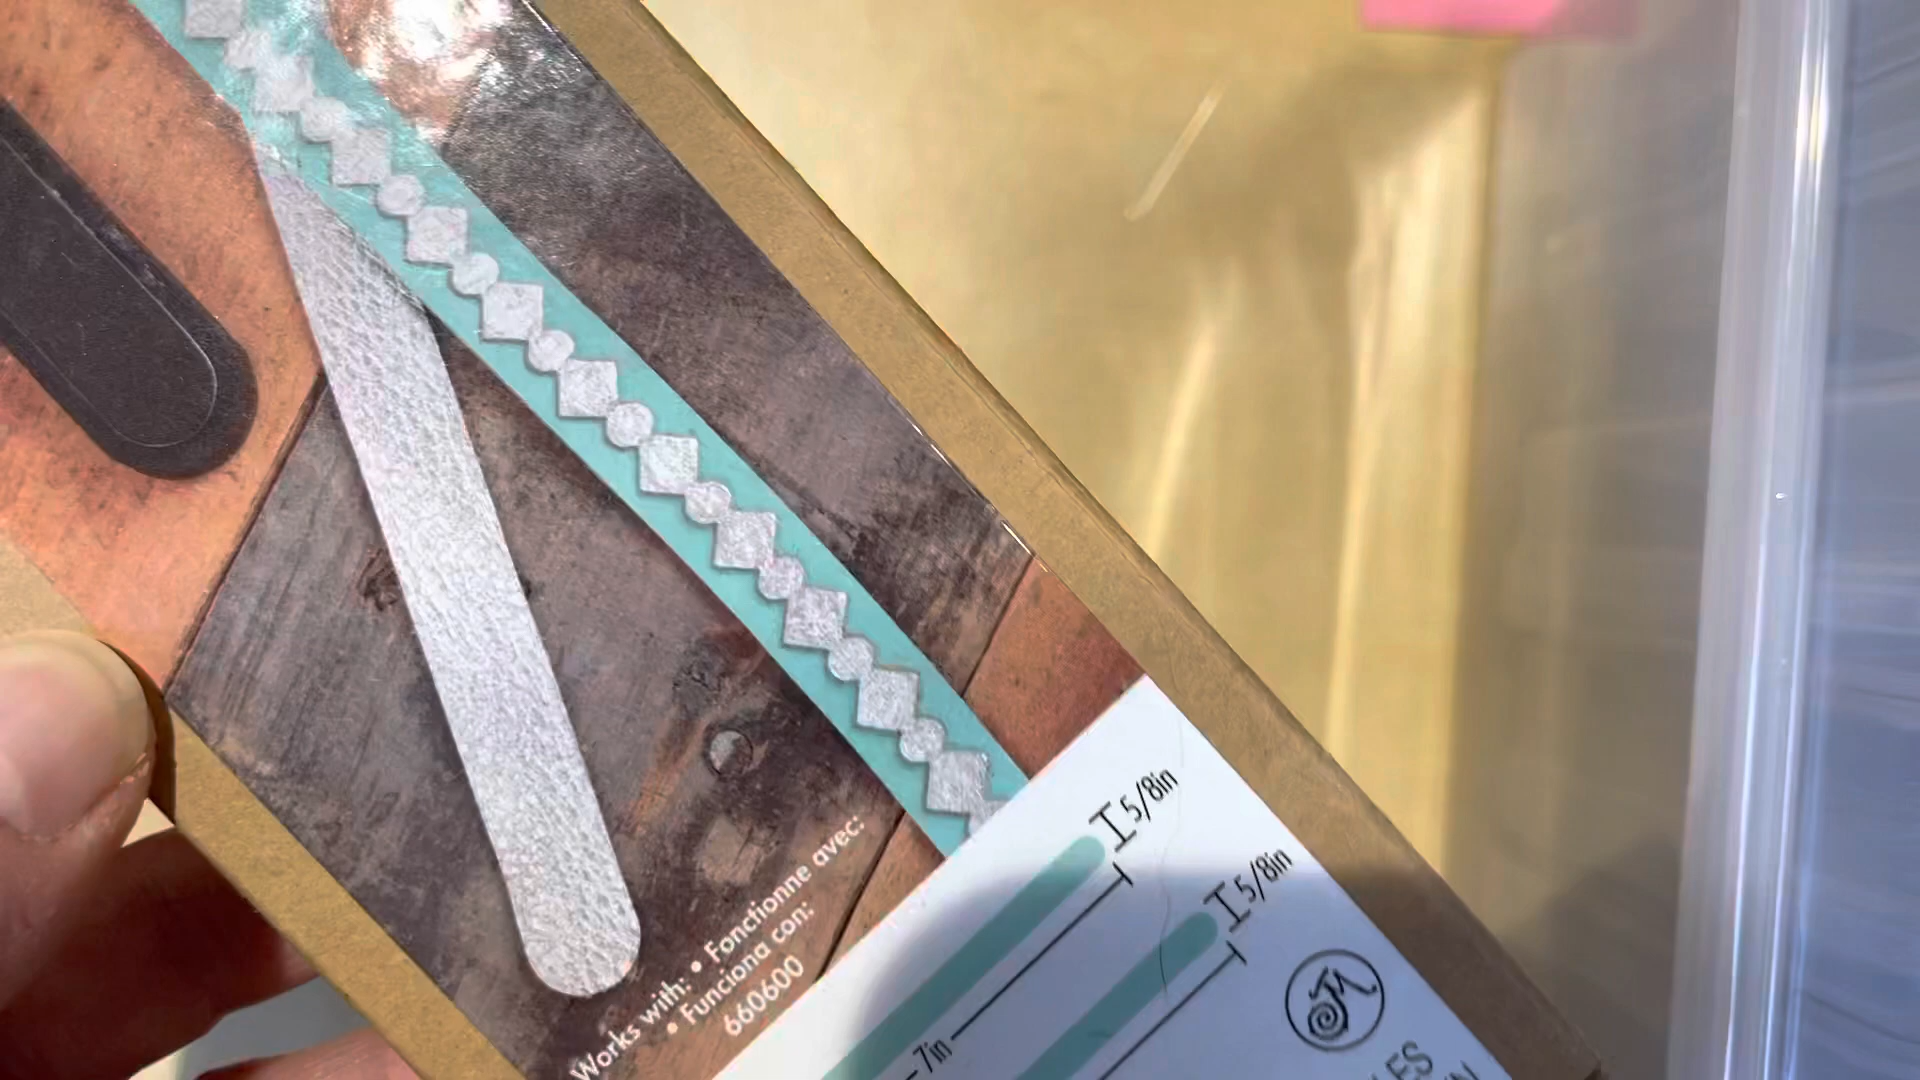 Works with: • Fonctionne avec:
• Funciona con:
660600
5/8in
5/8in
7in